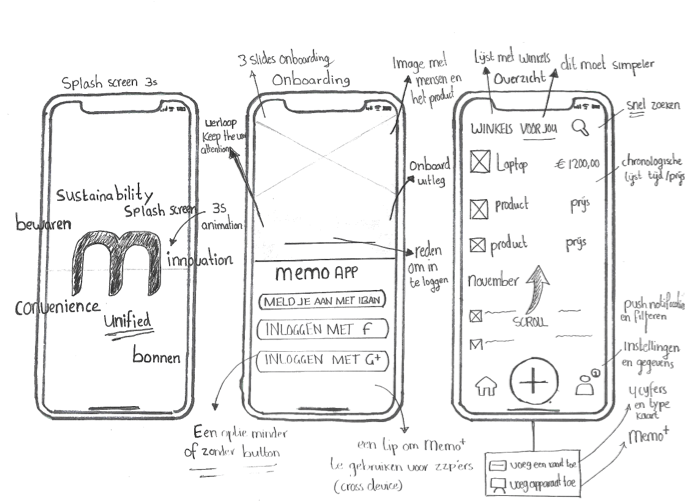 Splash screen 3s
Sustainability
Splash screen
bewaren
3s
animation
m
innovation
convenience
Unified
bonnen
3 slides onboarding
Onboarding
Image met
mensen en
het product
verloop
Keep the
attention
Onboard
uitleg
reden
om in
te loggen
memo APP
MELD JE AAN MET IBAN
INLOGGEN MET F
INLOGGEN MET G+
Een optie minder
of zonder button
een tip om Memo+
te gebruiken voor zzp'ers
(cross device)
Lijst met winkels
Overzicht
dit moet simpeler
WINKELS VOOR JOU
snel zoeken
Laptop € 1200,00
chronologische
lijst tijd/prijs
product prijs
product prijs
november
SCROLL
push notificatie
en filteren
instellingen
en gegevens
4 cyfers
en type
kaart
Memo+
voeg een kaart toe
voeg apparaat toe